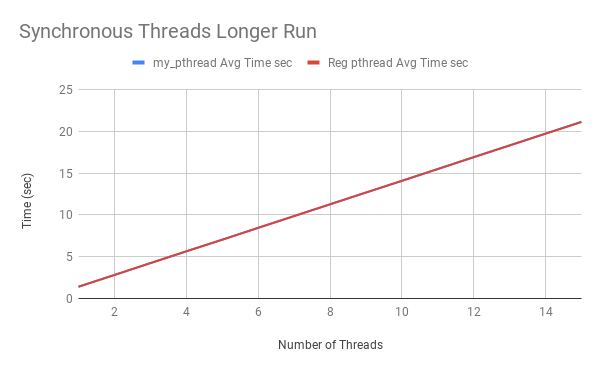 Synchronous Threads Longer Run
my_pthread Avg Time sec Reg pthread Avg Time sec
25
20
15
10
5
0
Time (sec)
2 4 6 8 10 12 14
Number of Threads